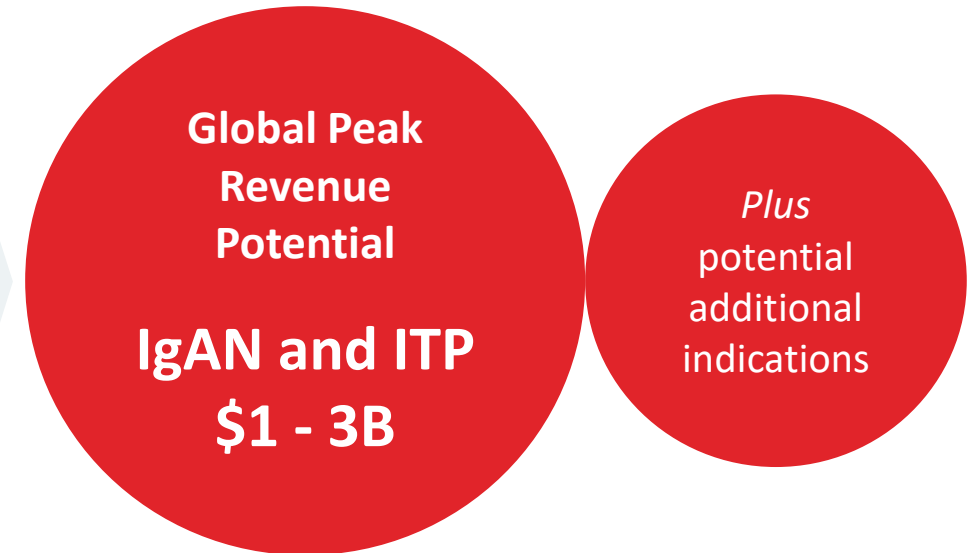 Global Peak
Revenue
Potential
IgAN and ITP
$1 - 3B
Plus
potential
additional
indications